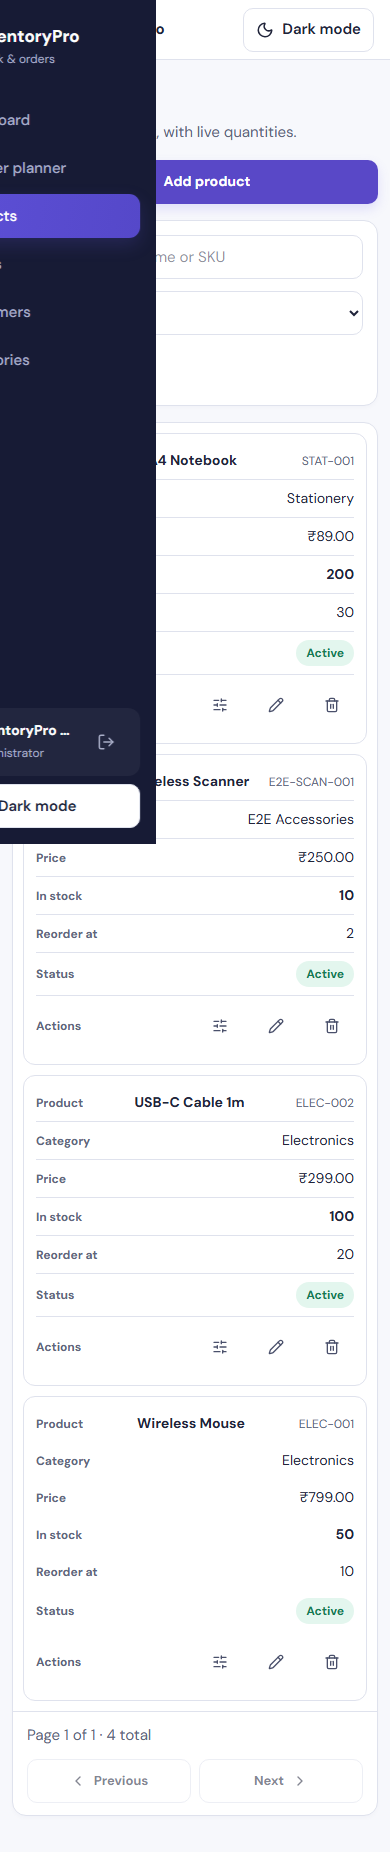 entoryPro
k & orders
o
Dark mode
oard
er planner
cts
s
mers
ories
, with live quantities.
Add product
me or SKU
A4 Notebook STAT-001
Stationery
₹89.00
200
30
Active
ntoryPro ...
nistrator
Dark mode
eless Scanner E2E-SCAN-001
E2E Accessories
Price ₹250.00
In stock 10
Reorder at 2
Status Active
Actions
Product USB-C Cable 1m ELEC-002
Category Electronics
Price ₹299.00
In stock 100
Reorder at 20
Status Active
Actions
Product Wireless Mouse ELEC-001
Category Electronics
Price ₹799.00
In stock 50
Reorder at 10
Status Active
Actions
Page 1 of 1 · 4 total
Previous Next